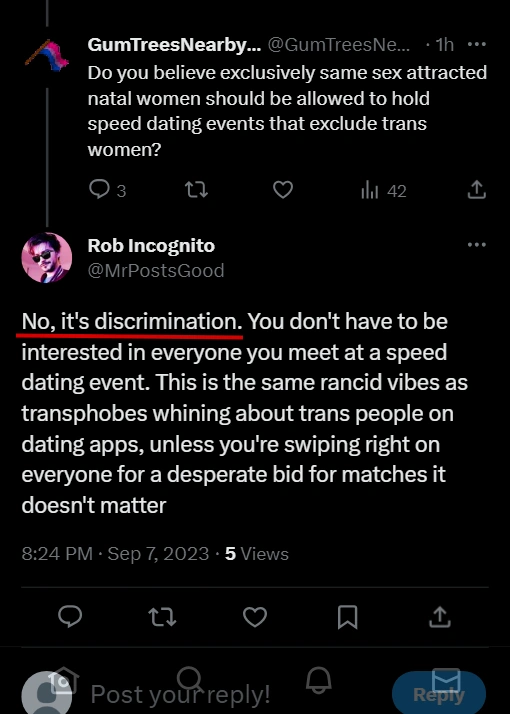 GumTreesNearby... @GumTreesNe... · 1h
Do you believe exclusively same sex attracted
natal women should be allowed to hold
speed dating events that exclude trans
women?
3
42
Rob Incognito
@MrPostsGood
No, it's discrimination. You don't have to be
interested in everyone you meet at a speed
dating event. This is the same rancid vibes as
transphobes whining about trans people on
dating apps, unless you're swiping right on
everyone for a desperate bid for matches it
doesn't matter
8:24 PM · Sep 7, 2023 · 5 Views
Post your reply!
Reply